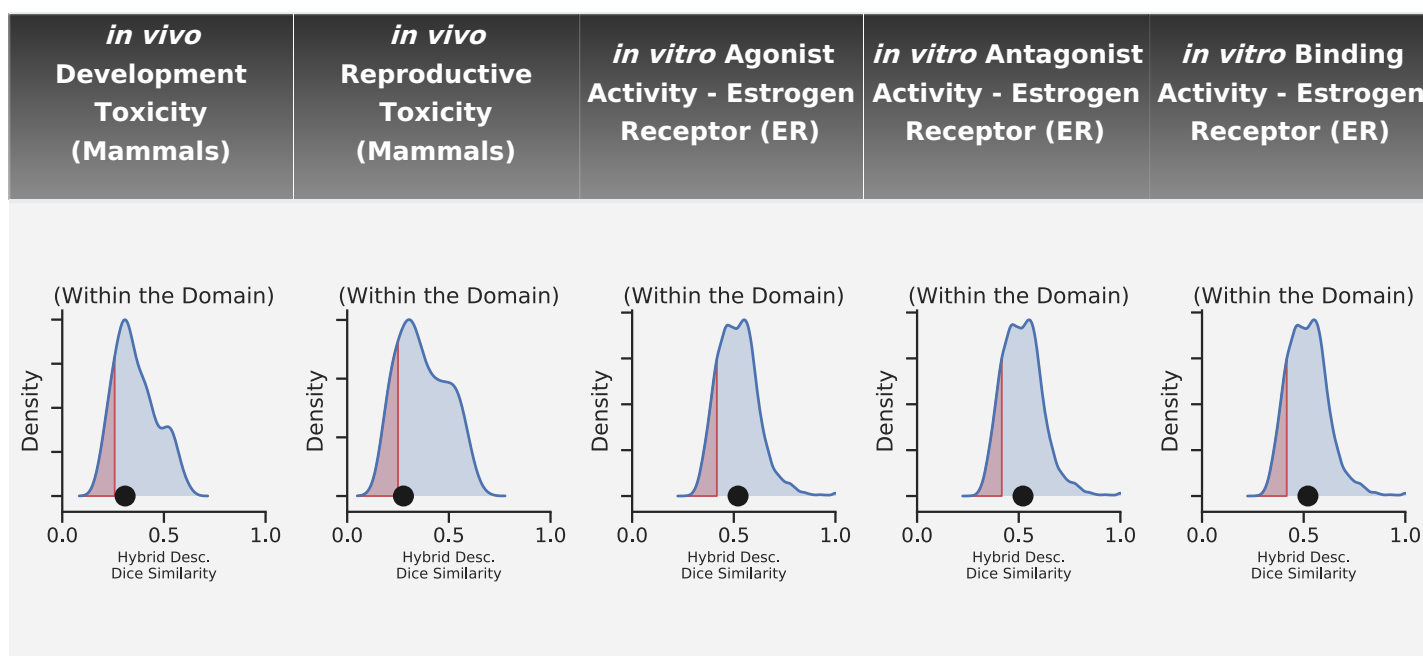 in vivo
Development
Toxicity
(Mammals)
in vivo
Reproductive
Toxicity
(Mammals)
in vitro Agonist
Activity - Estrogen
Receptor (ER)
in vitro Antagonist
Activity - Estrogen
Receptor (ER)
in vitro Binding
Activity - Estrogen
Receptor (ER)
(Within the Domain)
Density
0.0 0.5 1.0
Hybrid Desc.
Dice Similarity
(Within the Domain)
Density
0.0 0.5 1.0
Hybrid Desc.
Dice Similarity
(Within the Domain)
Density
0.0 0.5 1.0
Hybrid Desc.
Dice Similarity
(Within the Domain)
Density
0.0 0.5 1.0
Hybrid Desc.
Dice Similarity
(Within the Domain)
Density
0.0 0.5 1.0
Hybrid Desc.
Dice Similarity